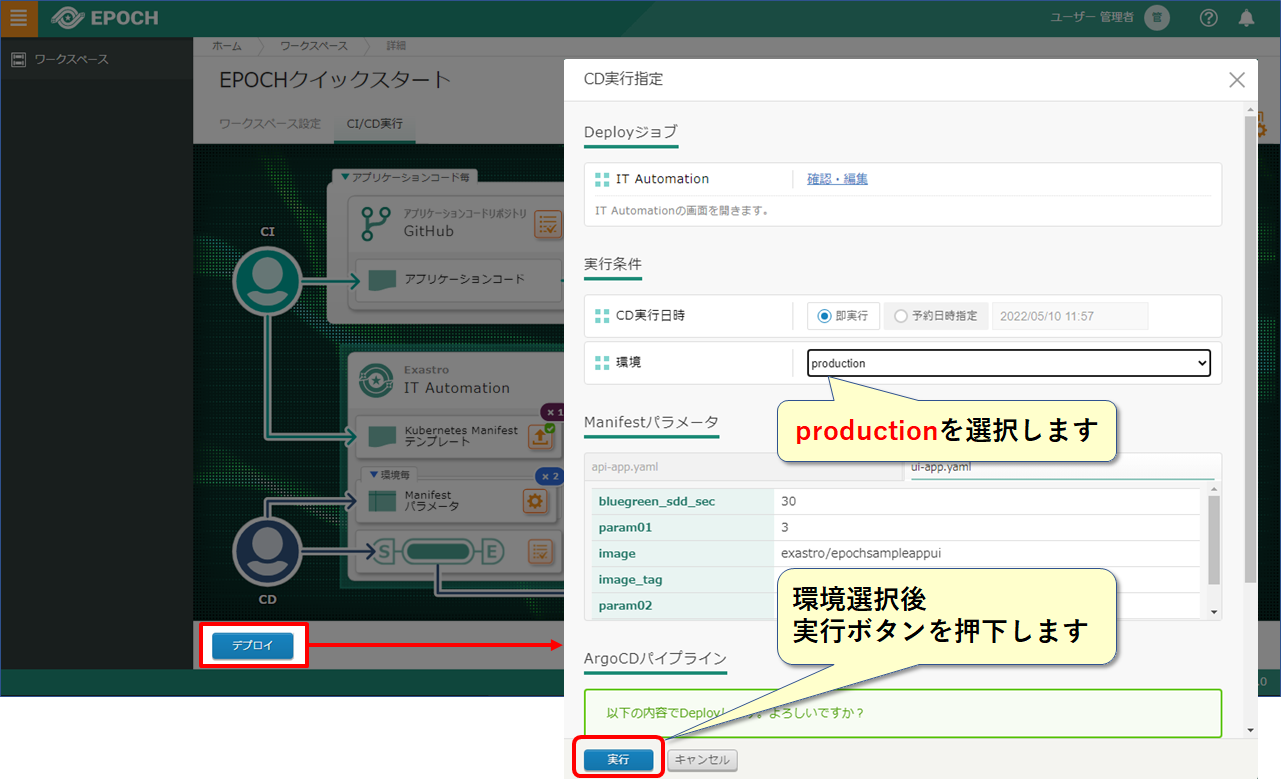 EPOCH
ユーザー 管理者
管
ワークスペース
ホーム
ワークスペース
詳細
EPOCHクイックスタート
ワークスペース設定
CI/CD実行
▼アプリケーションコード毎
アプリケーションコードリポジトリ
GitHub
CI
アプリケーションコード
Exastro
IT Automation
× 1
Kubernetes Manifest
テンプレート
▼環境毎
× 2
Manifest
パラメータ
S
E
CD
デプロイ
CD実行指定
Deployジョブ
IT Automation
確認・編集
IT Automationの画面を開きます。
実行条件
CD実行日時
即実行
予約日時指定
2022/05/10 11:57
環境
production
productionを選択します
Manifestパラメータ
api-app.yaml
ui-app.yaml
bluegreen_sdd_sec
30
param01
3
image
exastro/epochsampleappui
image_tag
param02
環境選択後
実行ボタンを押下します
ArgoCDパイプライン
以下の内容でDeploy
よろしいですか？
実行
キャンセル